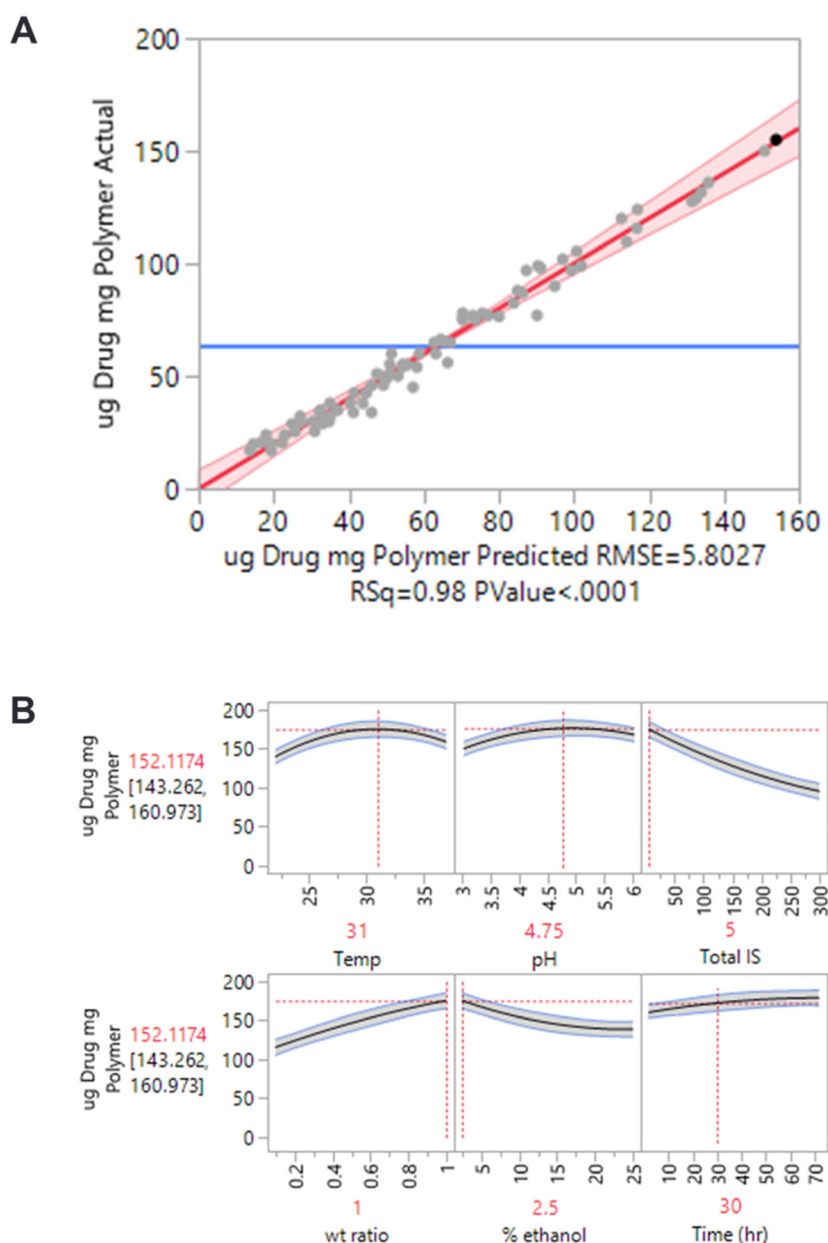 A
200
150
100
50
0
ug Drug mg Polymer Actual
0 20 40 60 80 100 120 140 160
ug Drug mg Polymer Predicted RMSE=5.8027
RSq=0.98 PValue<.0001
B
ug Drug mg
Polymer
152.1174
[143.262,
160.973]
200
150
100
50
0
25 30 35
3 3.5 4 4.5 5 5.5 6
50 100 150 200 250 300
31 4.75 5
Temp pH Total IS
ug Drug mg
Polymer
152.1174
[143.262,
160.973]
200
150
100
50
0
0.2 0.4 0.6 0.8 1
5 10 15 20 25
10 20 30 40 50 60 70
1 2.5 30
wt ratio % ethanol Time (hr)